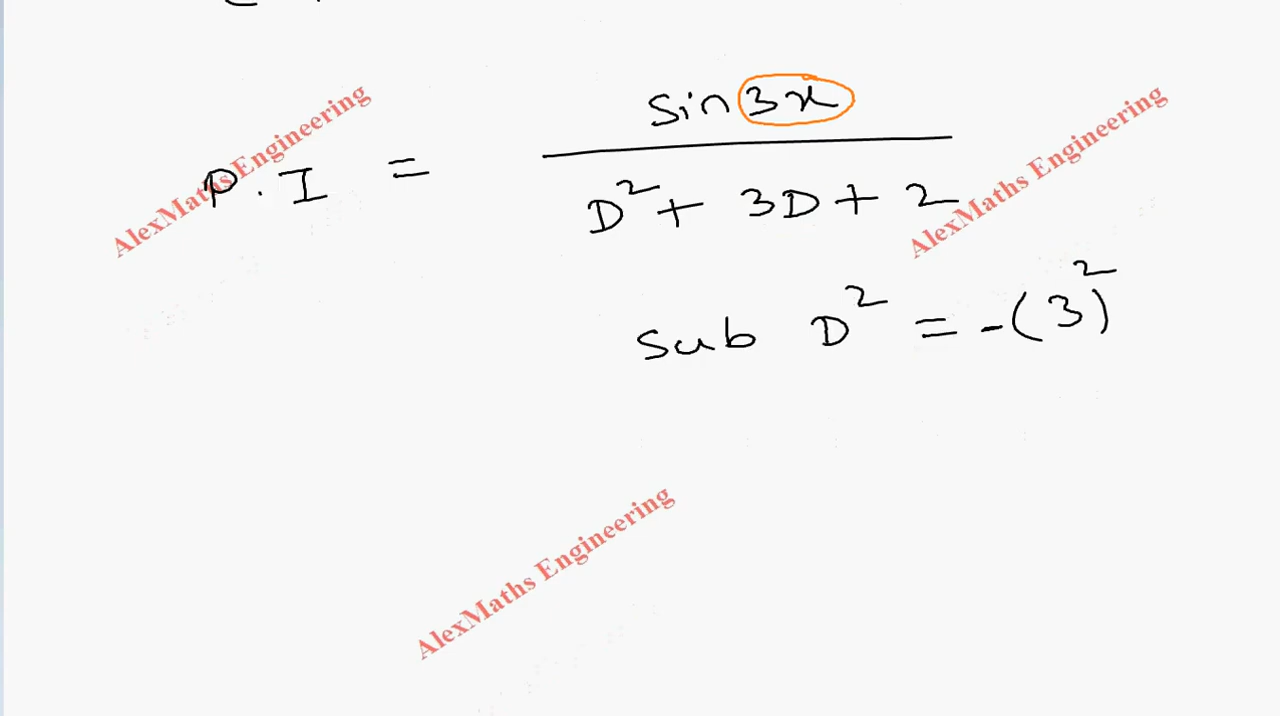 sin 3x
P.I = ―――――――
D² + 3D + 2
Sub D² = -(3)²
AlexMaths Engineering
AlexMaths Engineering
AlexMaths Engineering